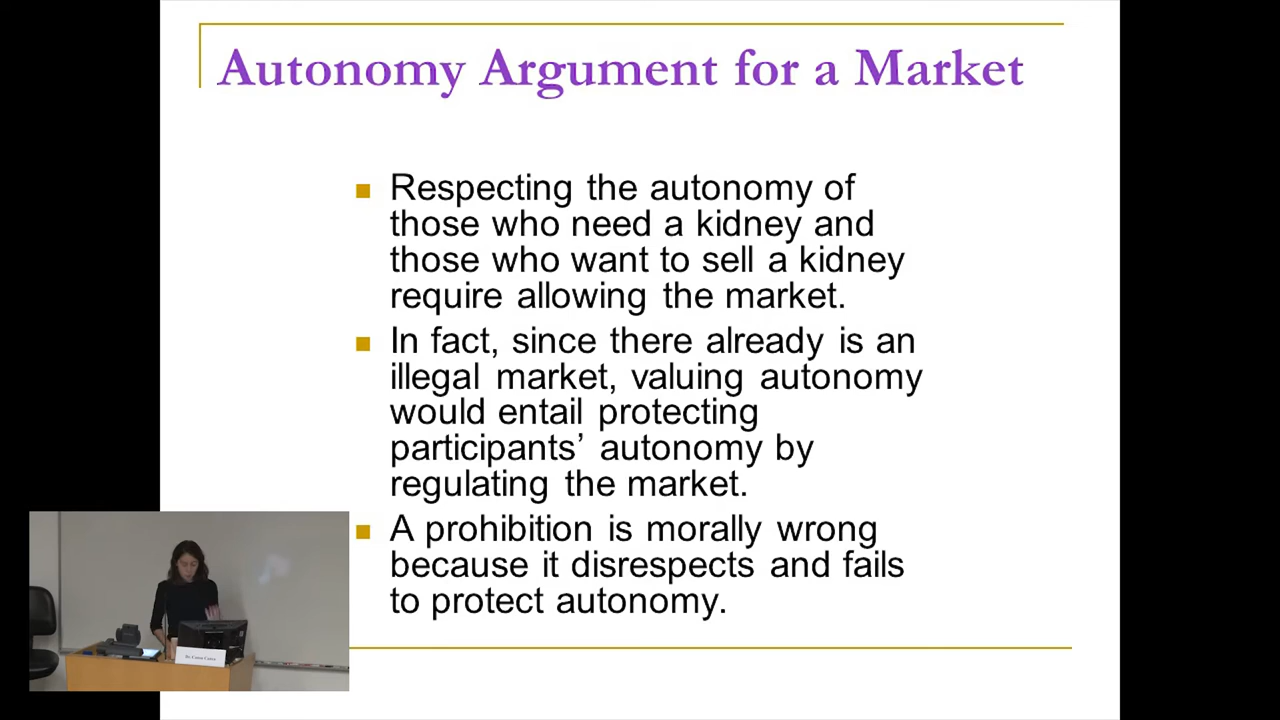 Autonomy Argument for a Market
■ Respecting the autonomy of
those who need a kidney and
those who want to sell a kidney
require allowing the market.
■ In fact, since there already is an
illegal market, valuing autonomy
would entail protecting
participants’ autonomy by
regulating the market.
■ A prohibition is morally wrong
because it disrespects and fails
to protect autonomy.